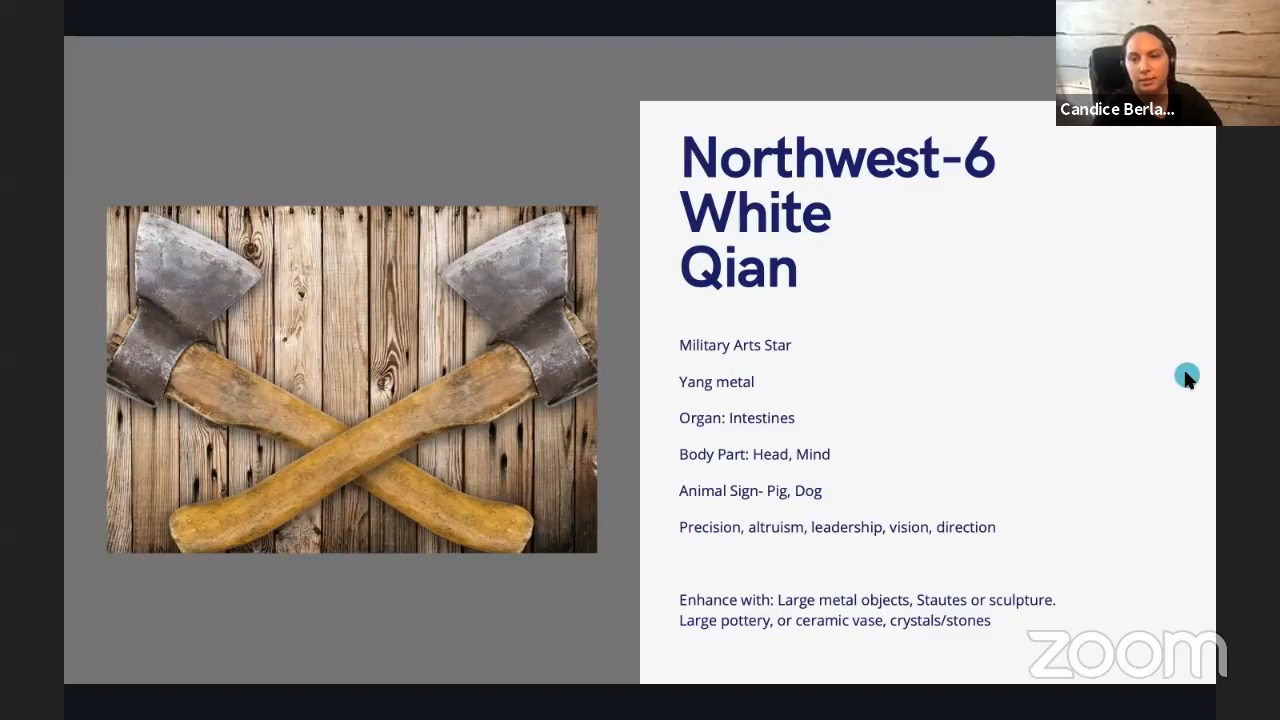 Candice Berla...
Northwest-6
White
Qian
Military Arts Star
Yang metal
Organ: Intestines
Body Part: Head, Mind
Animal Sign- Pig, Dog
Precision, altruism, leadership, vision, direction
Enhance with: Large metal objects, Stautes or sculpture.
Large pottery, or ceramic vase, crystals/stones
zoom